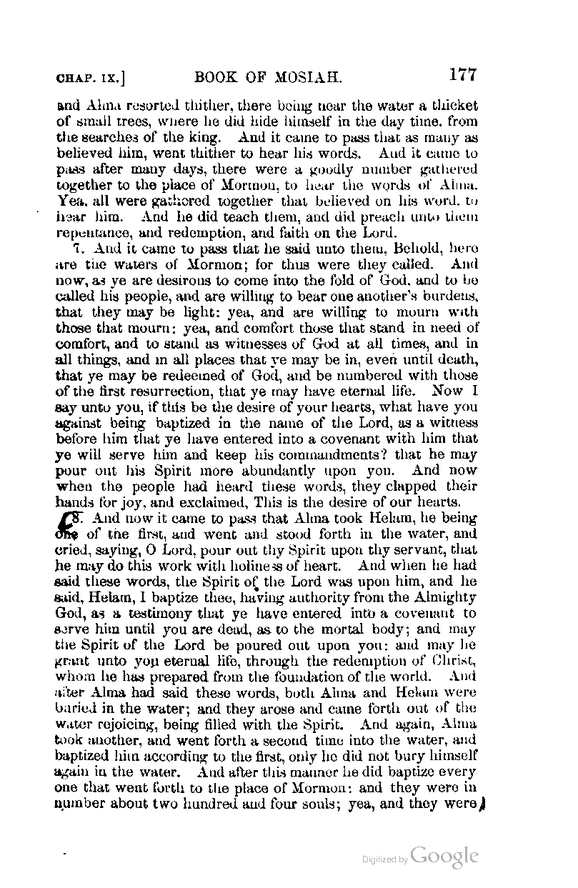 CHAP. IX.] BOOK OF MOSIAH. 177
and Alma resorted thither, there being near the water a thicket
of small trees, where he did hide himself in the day time, from
the searches of the king. And it came to pass that as many as
believed him, went thither to hear his words. And it came to
pass after many days, there were a goodly number gathered
together to the place of Mormon, to hear the words of Alma.
Yea, all were gathered together that believed on his word, to
hear him. And he did teach them, and did preach unto them
repentance, and redemption, and faith on the Lord.
7. And it came to pass that he said unto them, Behold, here
are the waters of Mormon; for thus were they called. And
now, as ye are desirous to come into the fold of God, and to be
called his people, and are willing to bear one another's burdens,
that they may be light: yea, and are willing to mourn with
those that mourn; yea, and comfort those that stand in need of
comfort, and to stand as witnesses of God at all times, and in
all things, and in all places that ye may be in, even until death,
that ye may be redeemed of God, and be numbered with those
of the first resurrection, that ye may have eternal life. Now I
say unto you, if this be the desire of your hearts, what have you
against being baptized in the name of the Lord, as a witness
before him that ye have entered into a covenant with him that
ye will serve him and keep his commandments? that he may
pour out his Spirit more abundantly upon you. And now
when the people had heard these words, they clapped their
hands for joy, and exclaimed, This is the desire of our hearts.
8. And now it came to pass that Alma took Helam, he being
one of the first, and went and stood forth in the water, and
cried, saying, O Lord, pour out thy Spirit upon thy servant, that
he may do this work with holiness of heart. And when he had
said these words, the Spirit of the Lord was upon him, and he
said, Helam, I baptize thee, having authority from the Almighty
God, as a testimony that ye have entered into a covenant to
serve him until you are dead, as to the mortal body; and may
the Spirit of the Lord be poured out upon you: and may he
grant unto you eternal life, through the redemption of Christ,
whom he has prepared from the foundation of the world. And
after Alma had said these words, both Alma and Helam were
buried in the water; and they arose and came forth out of the
water rejoicing, being filled with the Spirit. And again, Alma
took another, and went forth a second time into the water, and
baptized him according to the first, only he did not bury himself
again in the water. And after this manner he did baptize every
one that went forth to the place of Mormon: and they were in
number about two hundred and four souls; yea, and they were
Digitized by Google